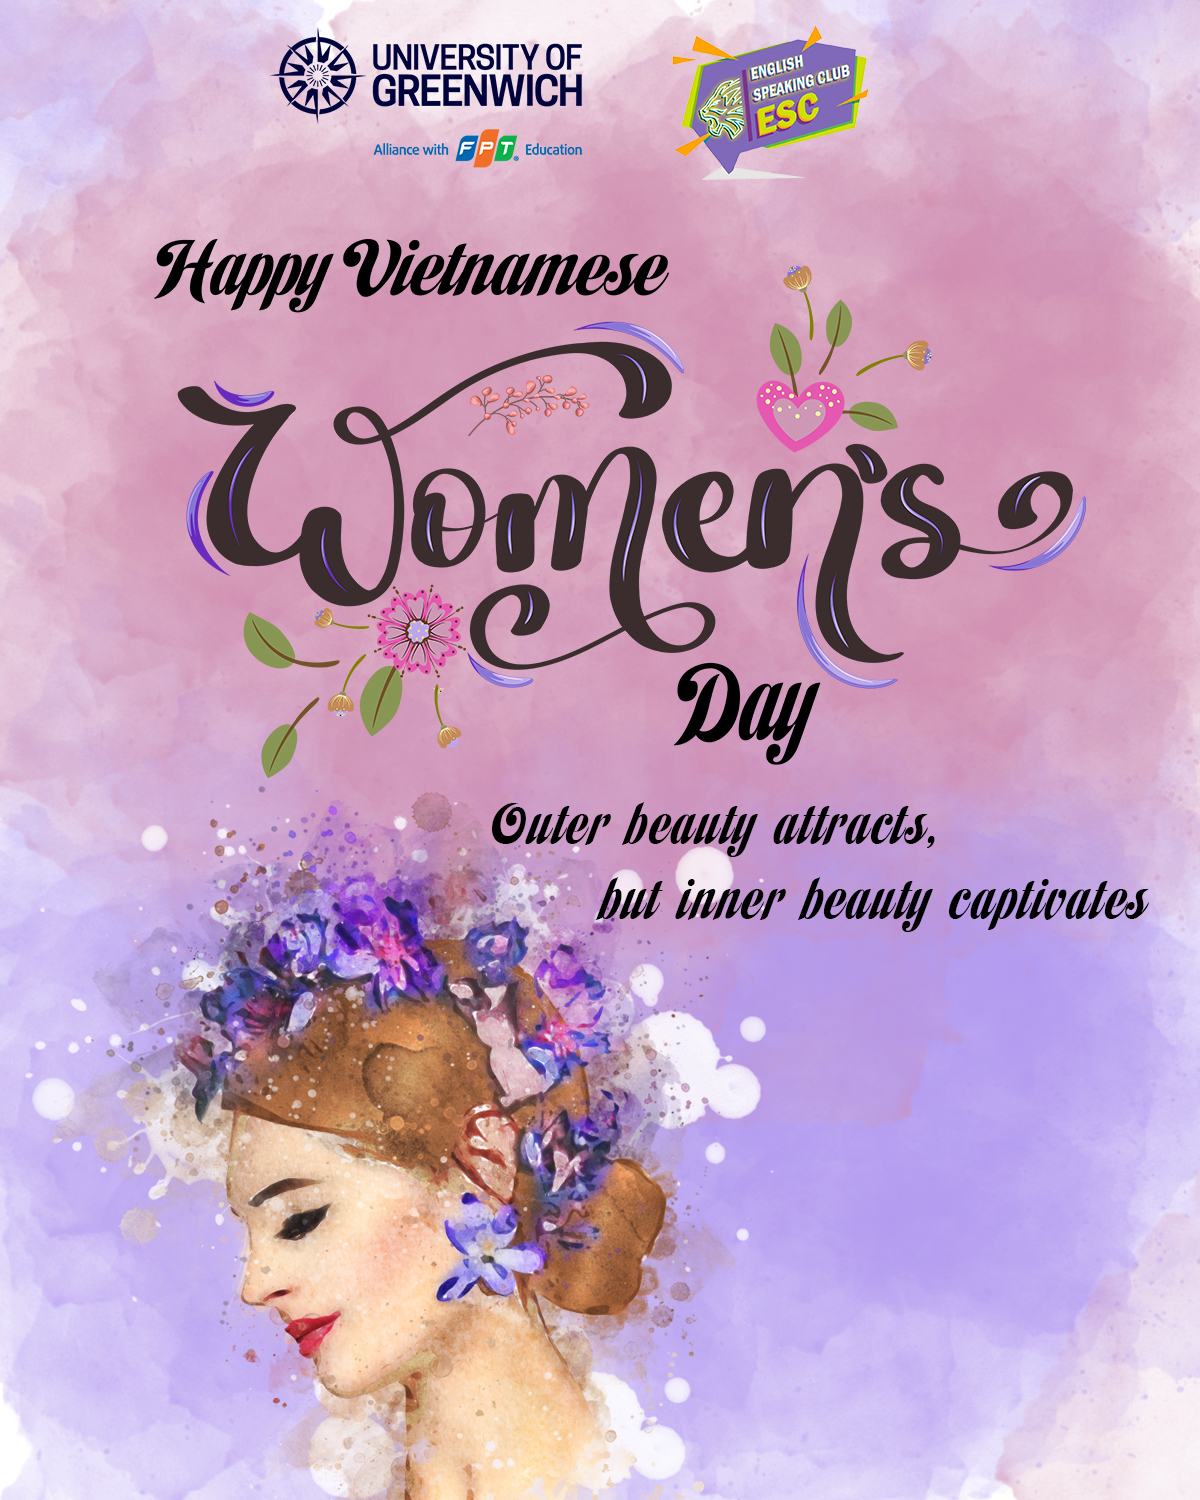 UNIVERSITY OF
GREENWICH
Alliance with FPT Education
ENGLISH
SPEAKING CLUB
ESC
Happy Vietnamese
Women's
Day
Outer beauty attracts,
but inner beauty captivates